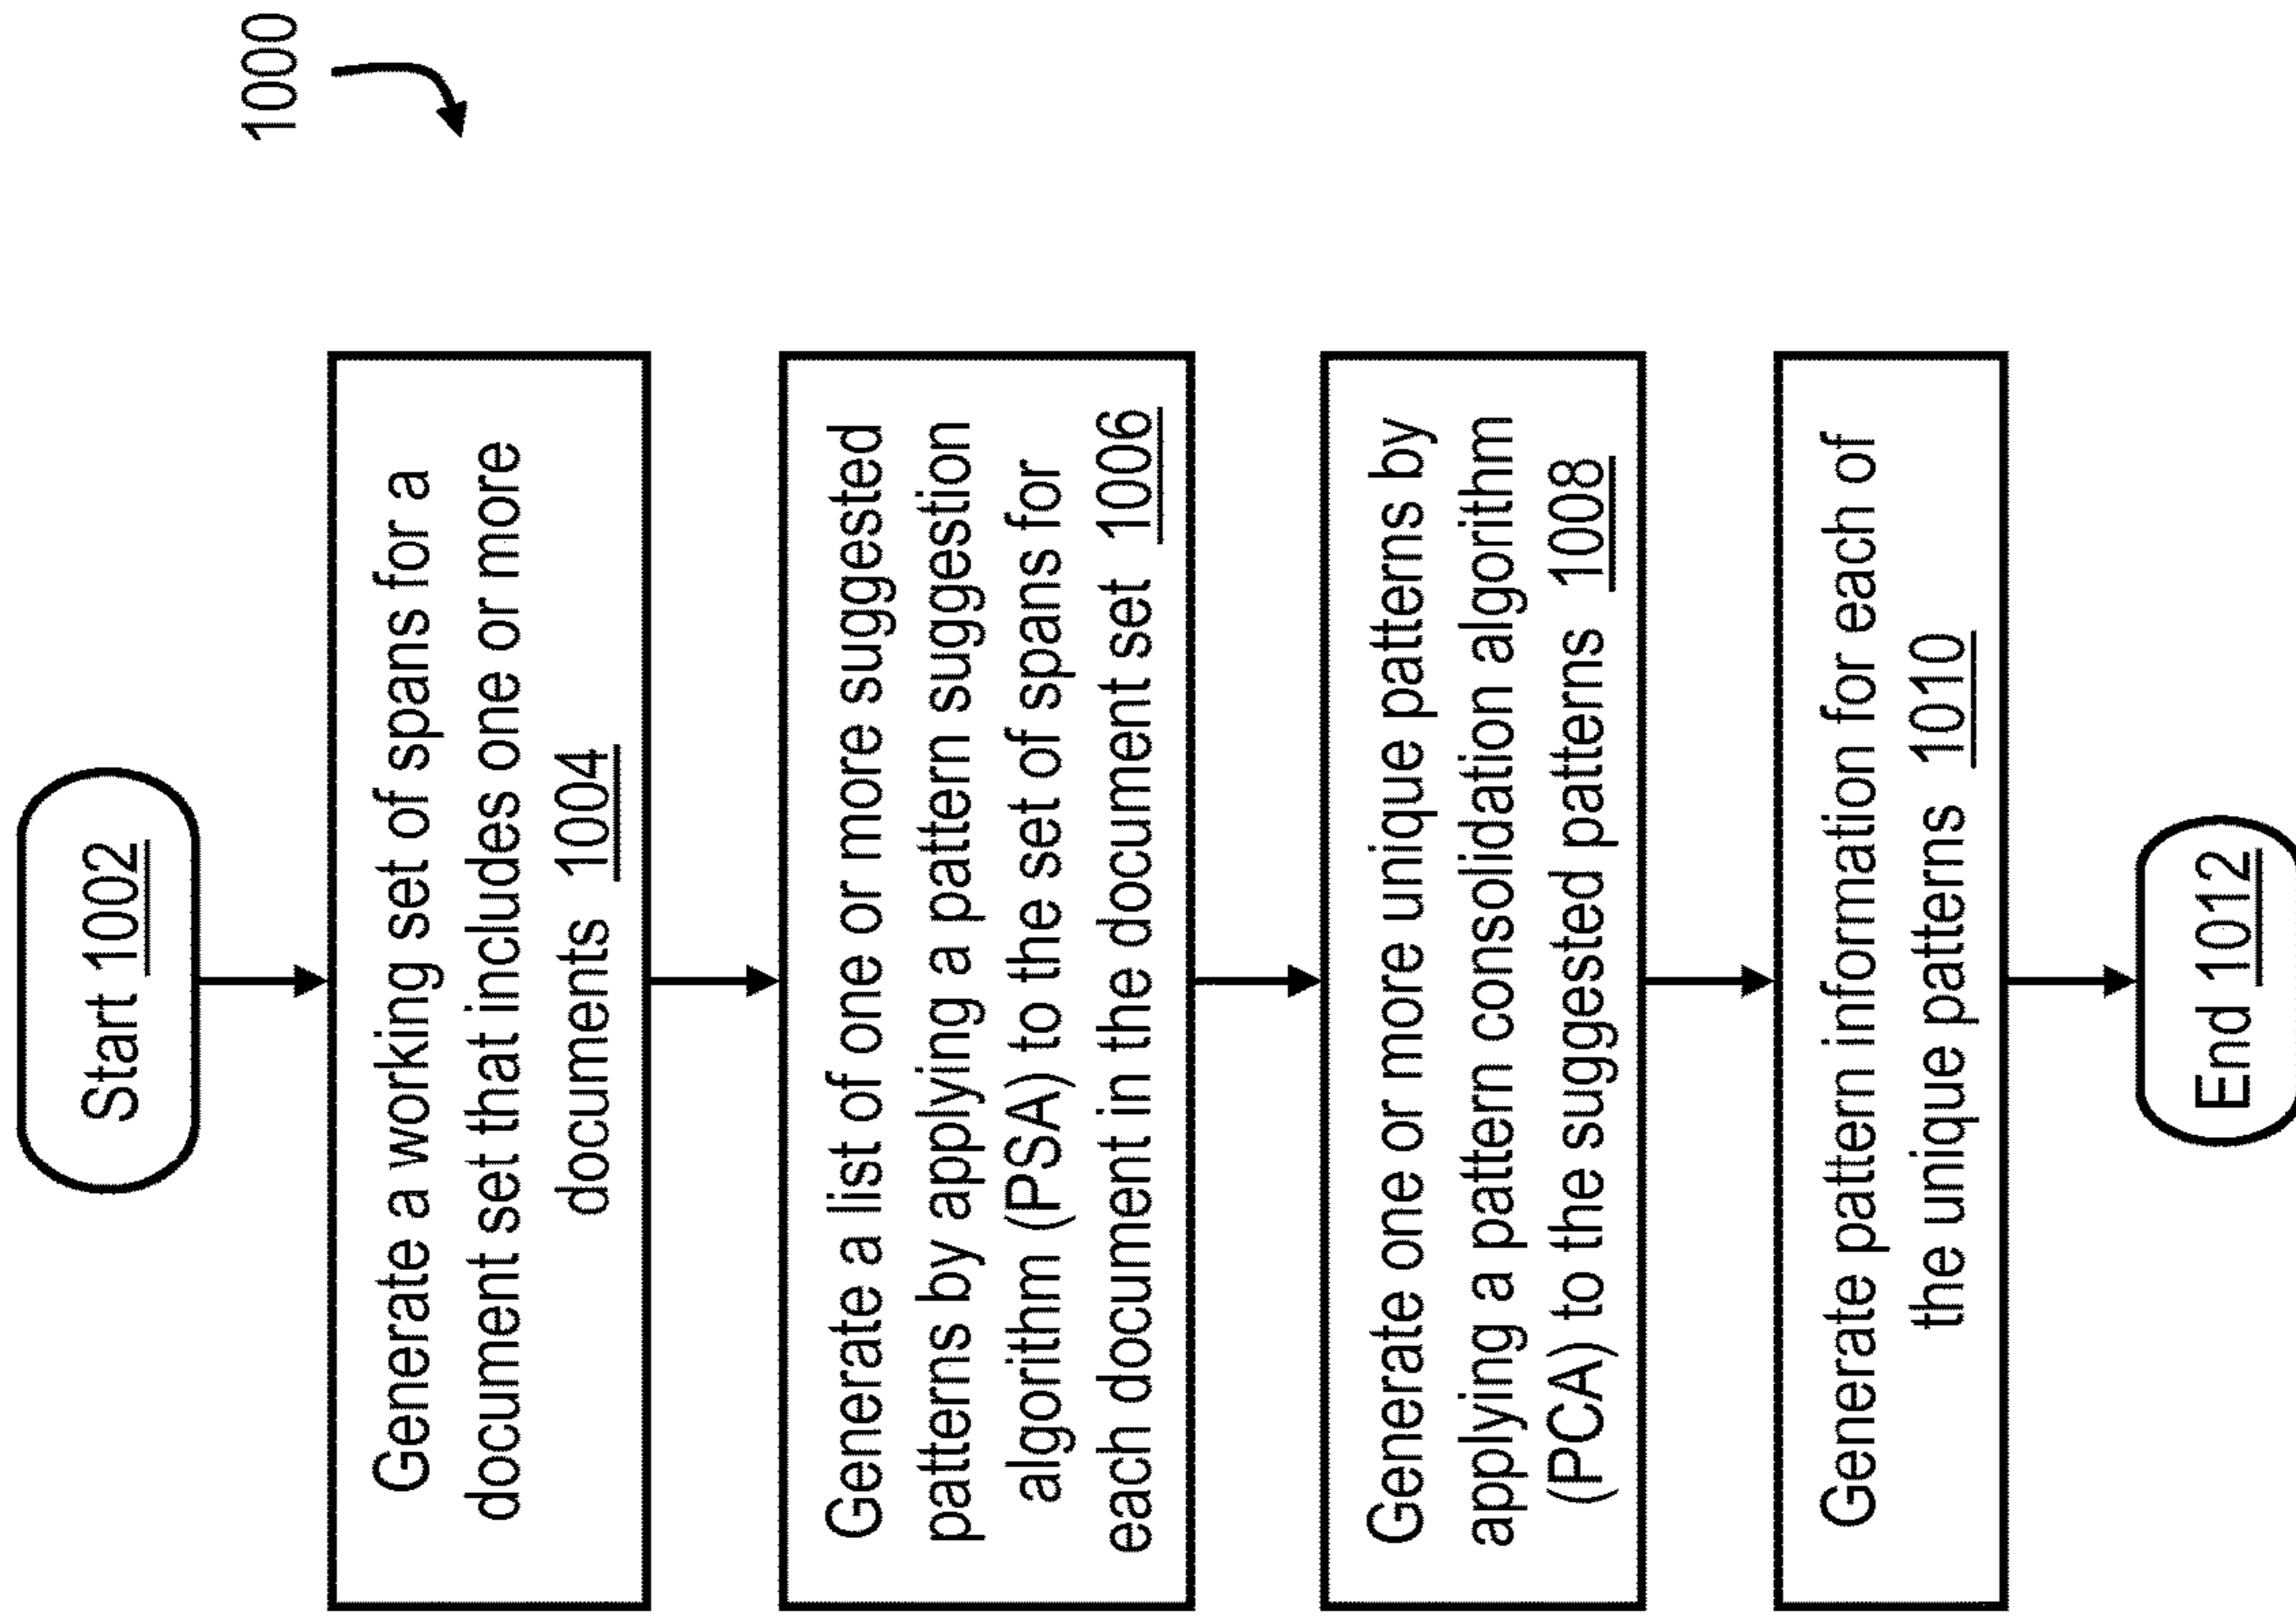 1000
Start 1002
Generate a working set of spans for a
document set that includes one or more
documents 1004
Generate a list of one or more suggested
patterns by applying a pattern suggestion
algorithm (PSA) to the set of spans for
each document in the document set 1006
Generate one or more unique patterns by
applying a pattern consolidation algorithm
(PCA) to the suggested patterns 1008
Generate pattern information for each of
the unique patterns 1010
End 1012